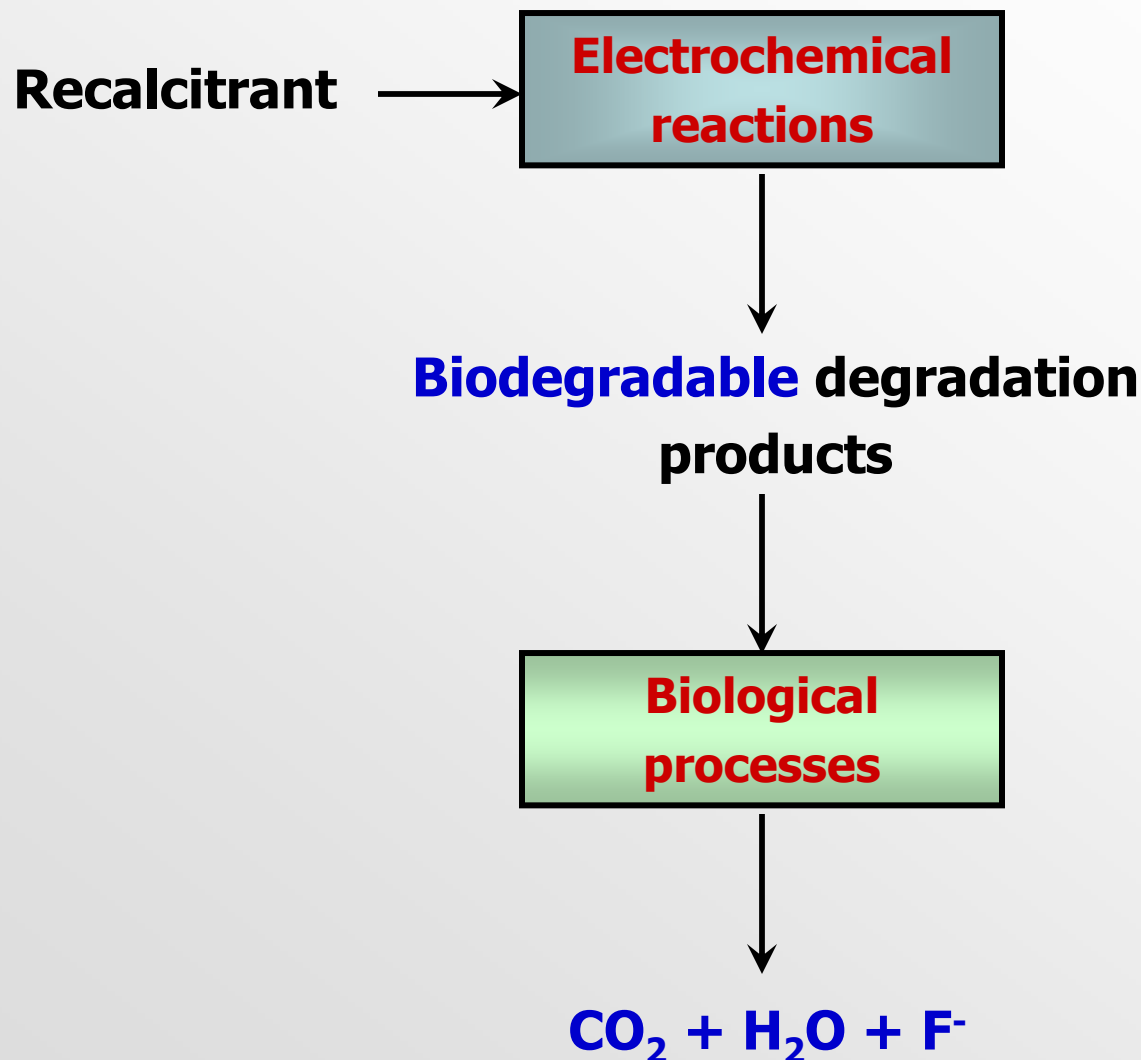 Recalcitrant
Electrochemical
reactions
Biodegradable degradation
products
Biological
processes
CO₂ + H₂O + F⁻